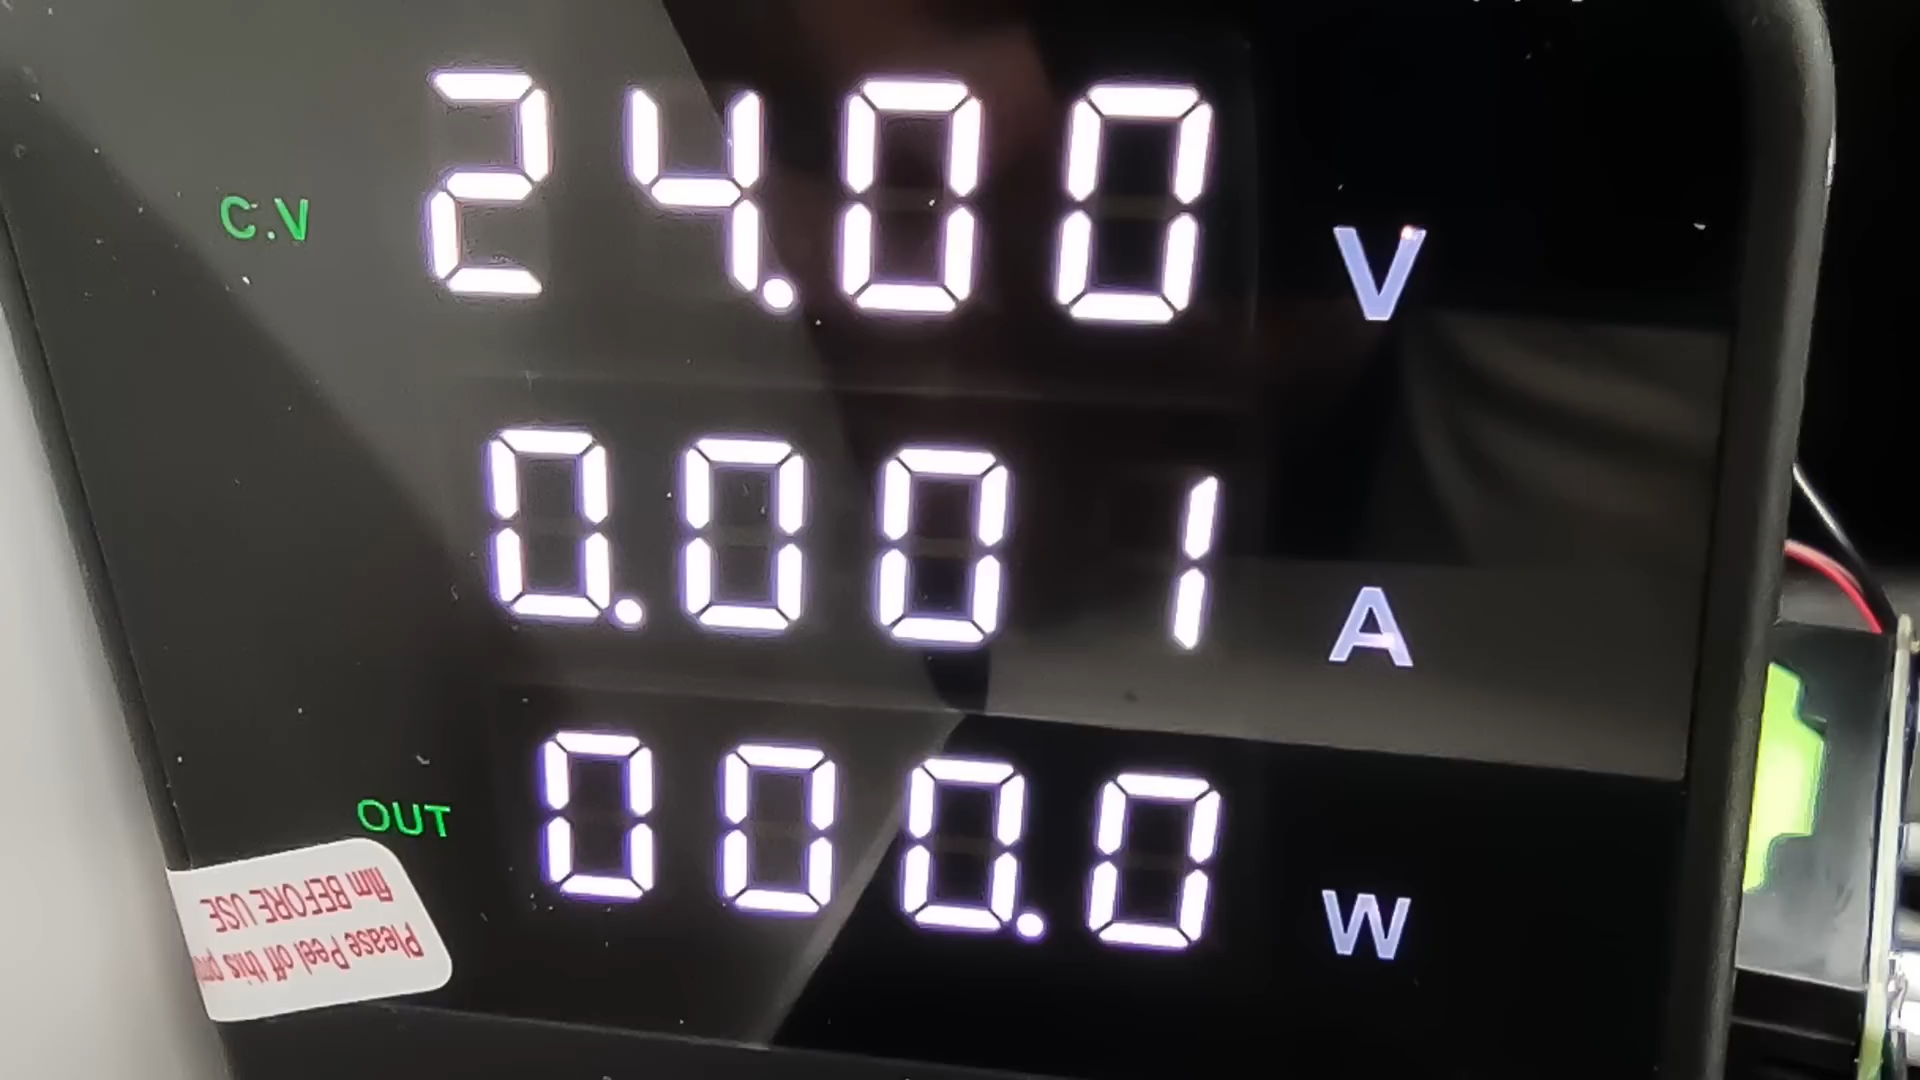 C.V 24.00 V
0.001 A
OUT 000.0 W
Please Peel off this
film BEFORE USE